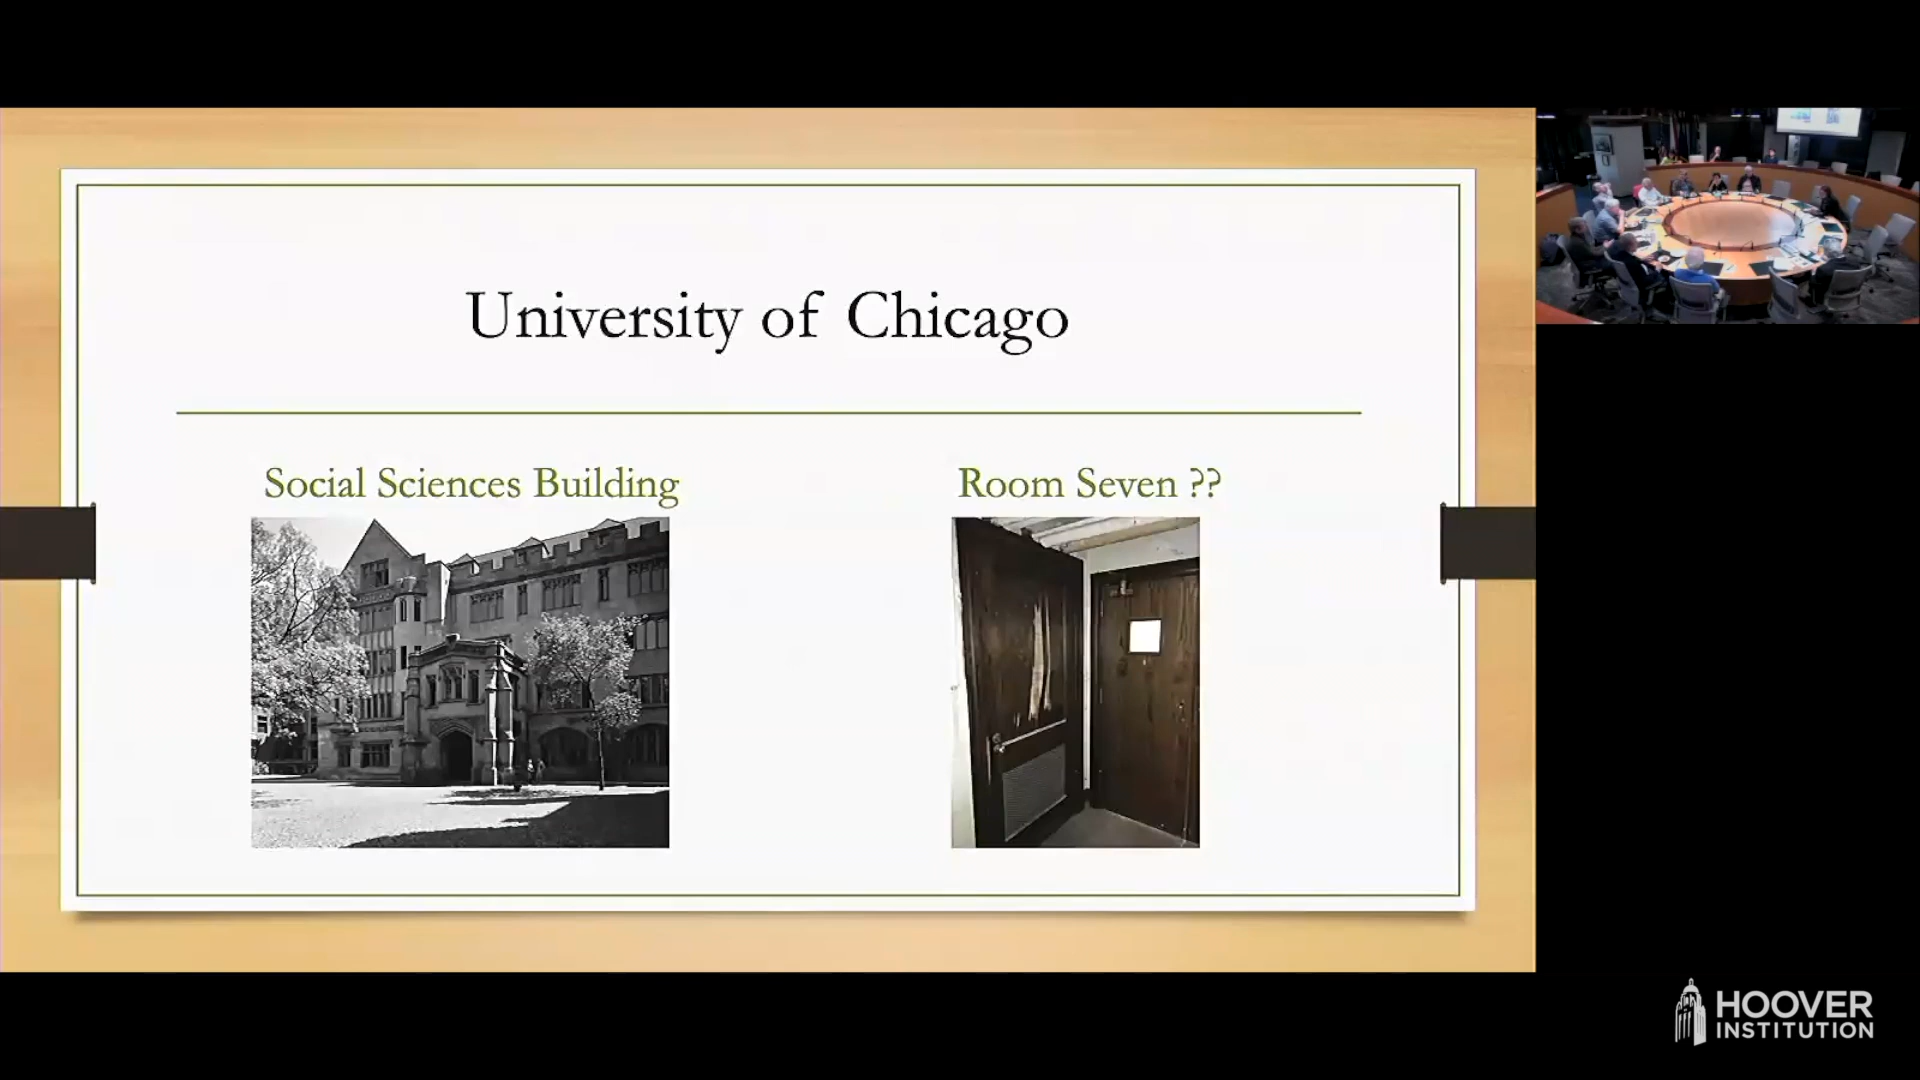 University of Chicago
Social Sciences Building
Room Seven ??
HOOVER
INSTITUTION